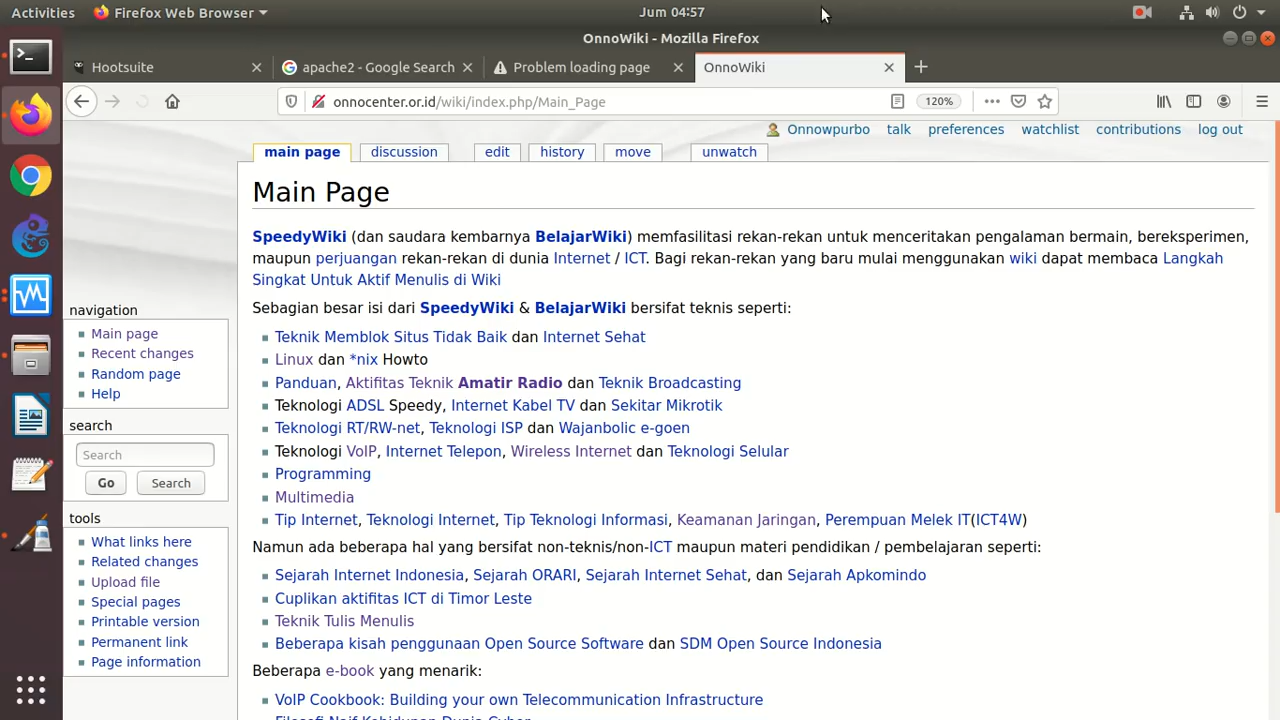 Activities Firefox Web Browser Jum 04:57
OnnoWiki - Mozilla Firefox
Hootsuite apache2 - Google Search Problem loading page OnnoWiki
onnocenter.or.id/wiki/index.php/Main_Page 120%
Onnowpurbo talk preferences watchlist contributions log out
main page discussion edit history move unwatch
Main Page
SpeedyWiki (dan saudara kembarnya BelajarWiki) memfasilitasi rekan-rekan untuk menceritakan pengalaman bermain, bereksperimen,
maupun perjuangan rekan-rekan di dunia Internet / ICT. Bagi rekan-rekan yang baru mulai menggunakan wiki dapat membaca Langkah
Singkat Untuk Aktif Menulis di Wiki
Sebagian besar isi dari SpeedyWiki & BelajarWiki bersifat teknis seperti:
Teknik Memblok Situs Tidak Baik dan Internet Sehat
Linux dan *nix Howto
Panduan, Aktifitas Teknik Amatir Radio dan Teknik Broadcasting
Teknologi ADSL Speedy, Internet Kabel TV dan Sekitar Mikrotik
Teknologi RT/RW-net, Teknologi ISP dan Wajanbolic e-goen
Teknologi VoIP, Internet Telepon, Wireless Internet dan Teknologi Selular
Programming
Multimedia
Tip Internet, Teknologi Internet, Tip Teknologi Informasi, Keamanan Jaringan, Perempuan Melek IT(ICT4W)
Namun ada beberapa hal yang bersifat non-teknis/non-ICT maupun materi pendidikan / pembelajaran seperti:
Sejarah Internet Indonesia, Sejarah ORARI, Sejarah Internet Sehat, dan Sejarah Apkomindo
Cuplikan aktifitas ICT di Timor Leste
Teknik Tulis Menulis
Beberapa kisah penggunaan Open Source Software dan SDM Open Source Indonesia
Beberapa e-book yang menarik:
VoIP Cookbook: Building your own Telecommunication Infrastructure
Filosofi Naif Kehidupan Dunia Cyber
navigation
Main page
Recent changes
Random page
Help
search
Search
Go Search
tools
What links here
Related changes
Upload file
Special pages
Printable version
Permanent link
Page information